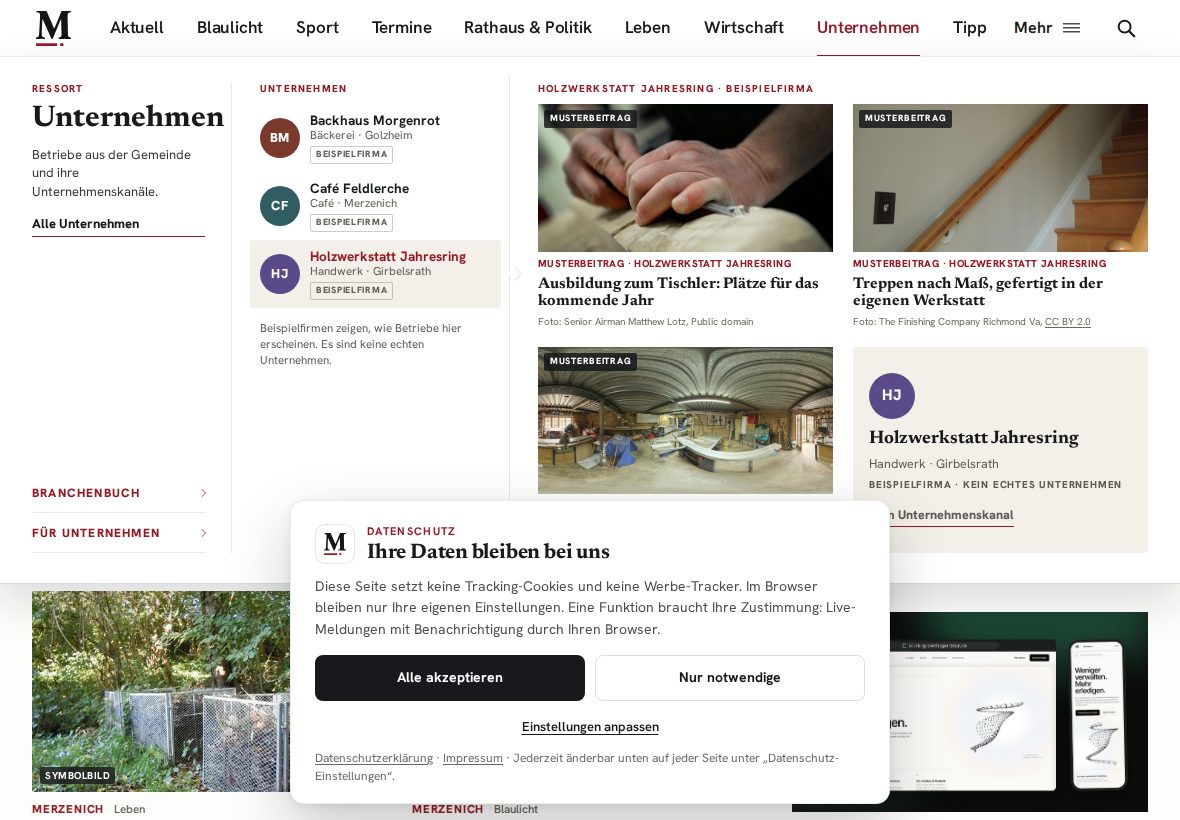 M
Aktuell
Blaulicht
Sport
Termine
Rathaus & Politik
Leben
Wirtschaft
Unternehmen
Tipp
Mehr
RESSORT
Unternehmen
Betriebe aus der Gemeinde
und ihre
Unternehmenskanäle.
Alle Unternehmen
BRANCHENBUCH
FÜR UNTERNEHMEN
UNTERNEHMEN
BM
Backhaus Morgenrot
Bäckerei · Golzheim
BEISPIELFIRMA
CF
Café Feldlerche
Café · Merzenich
BEISPIELFIRMA
HJ
Holzwerkstatt Jahresring
Handwerk · Girbelsrath
BEISPIELFIRMA
Beispielfirmen zeigen, wie Betriebe hier
erscheinen. Es sind keine echten
Unternehmen.
HOLZWERKSTATT JAHRESRING · BEISPIELFIRMA
MUSTERBEITRAG
MUSTERBEITRAG · HOLZWERKSTATT JAHRESRING
Ausbildung zum Tischler: Plätze für das
kommende Jahr
Foto: Senior Airman Matthew Lotz, Public domain
MUSTERBEITRAG
MUSTERBEITRAG · HOLZWERKSTATT JAHRESRING
Treppen nach Maß, gefertigt in der
eigenen Werkstatt
Foto: The Finishing Company Richmond Va, CC BY 2.0
MUSTERBEITRAG
HJ
Holzwerkstatt Jahresring
Handwerk · Girbelsrath
BEISPIELFIRMA · KEIN ECHTES UNTERNEHMEN
Unternehmenskanal
M
DATENSCHUTZ
Ihre Daten bleiben bei uns
Diese Seite setzt keine Tracking-Cookies und keine Werbe-Tracker. Im Browser
bleiben nur Ihre eigenen Einstellungen. Eine Funktion braucht Ihre Zustimmung: Live-
Meldungen mit Benachrichtigung durch Ihren Browser.
Alle akzeptieren
Nur notwendige
Einstellungen anpassen
Datenschutzerklärung · Impressum · Jederzeit änderbar unten auf jeder Seite unter „Datenschutz-
Einstellungen“.
SYMBOLBILD
MERZENICH Leben
MERZENICH Blaulicht
Weniger
verwalten.
Mehr
erledigen.